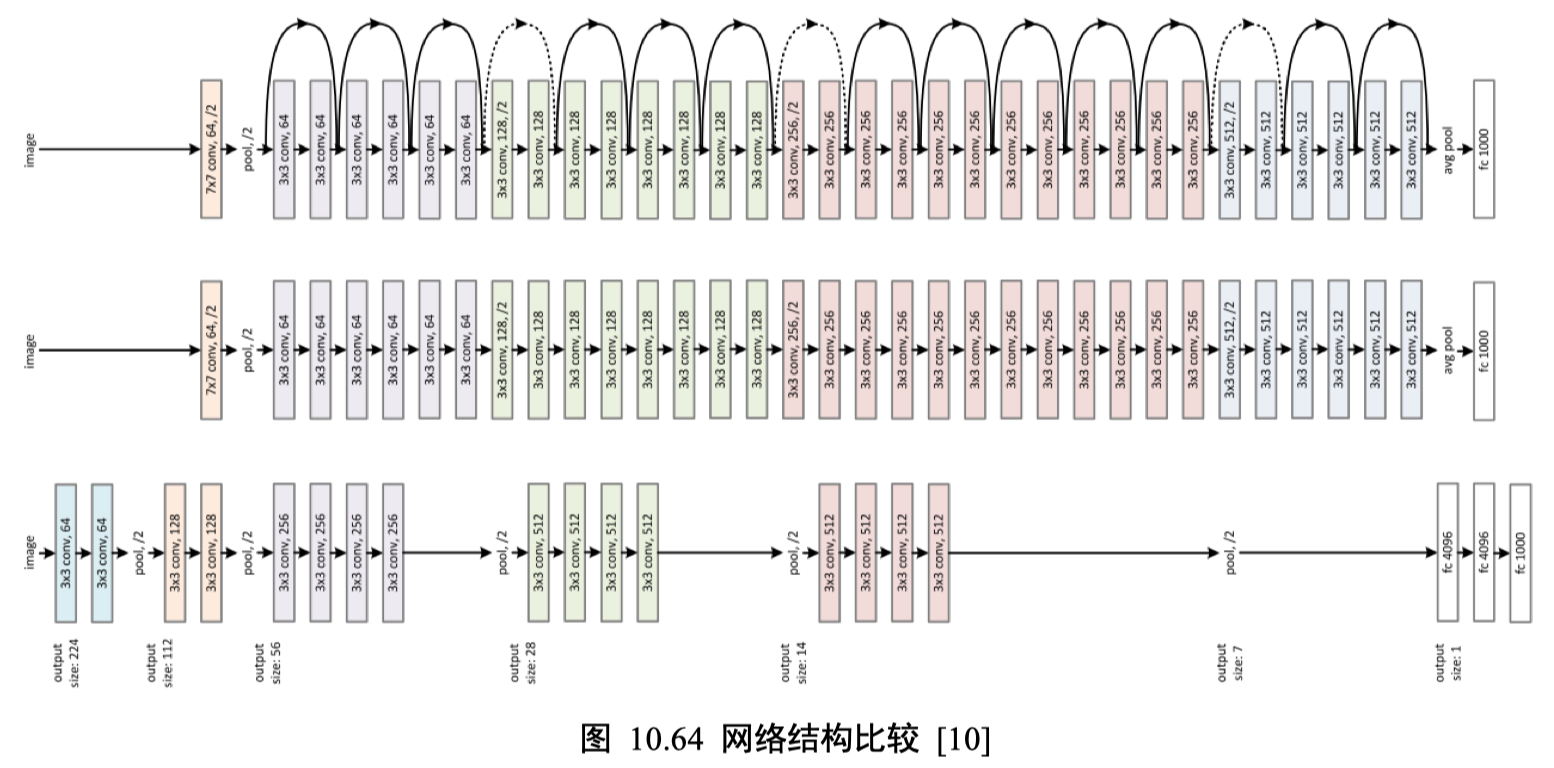 image
7x7 conv, 64, /2
pool, /2
3x3 conv, 64
3x3 conv, 64
3x3 conv, 64
3x3 conv, 64
3x3 conv, 64
3x3 conv, 64
3x3 conv, 128, /2
3x3 conv, 128
3x3 conv, 128
3x3 conv, 128
3x3 conv, 128
3x3 conv, 128
3x3 conv, 128
3x3 conv, 128
3x3 conv, 256, /2
3x3 conv, 256
3x3 conv, 256
3x3 conv, 256
3x3 conv, 256
3x3 conv, 256
3x3 conv, 256
3x3 conv, 256
3x3 conv, 256
3x3 conv, 256
3x3 conv, 256
3x3 conv, 256
3x3 conv, 512, /2
3x3 conv, 512
3x3 conv, 512
3x3 conv, 512
3x3 conv, 512
3x3 conv, 512
avg pool
fc 1000
image
7x7 conv, 64, /2
pool, /2
3x3 conv, 64
3x3 conv, 64
3x3 conv, 64
3x3 conv, 64
3x3 conv, 64
3x3 conv, 64
3x3 conv, 128, /2
3x3 conv, 128
3x3 conv, 128
3x3 conv, 128
3x3 conv, 128
3x3 conv, 128
3x3 conv, 128
3x3 conv, 128
3x3 conv, 256, /2
3x3 conv, 256
3x3 conv, 256
3x3 conv, 256
3x3 conv, 256
3x3 conv, 256
3x3 conv, 256
3x3 conv, 256
3x3 conv, 256
3x3 conv, 256
3x3 conv, 256
3x3 conv, 256
3x3 conv, 512, /2
3x3 conv, 512
3x3 conv, 512
3x3 conv, 512
3x3 conv, 512
3x3 conv, 512
avg pool
fc 1000
image
3x3 conv, 64
3x3 conv, 64
pool, /2
3x3 conv, 128
3x3 conv, 128
pool, /2
3x3 conv, 256
3x3 conv, 256
3x3 conv, 256
3x3 conv, 256
pool, /2
3x3 conv, 512
3x3 conv, 512
3x3 conv, 512
3x3 conv, 512
pool, /2
3x3 conv, 512
3x3 conv, 512
3x3 conv, 512
3x3 conv, 512
pool, /2
fc 4096
fc 4096
fc 1000
output
size: 224
output
size: 112
output
size: 56
output
size: 28
output
size: 14
output
size: 7
output
size: 1
图 10.64 网络结构比较 [10]